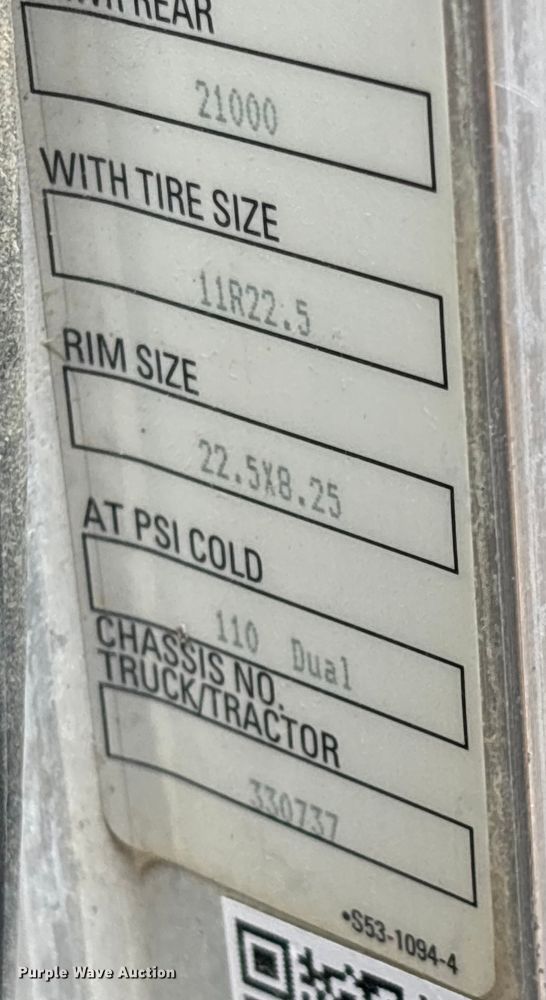 REAR
21000
WITH TIRE SIZE
11R22.5
RIM SIZE
22.5X8.25
AT PSI COLD
110 Dual
CHASSIS NO.
TRUCK/TRACTOR
330737
•S53-1094-4
Purple Wave Auction